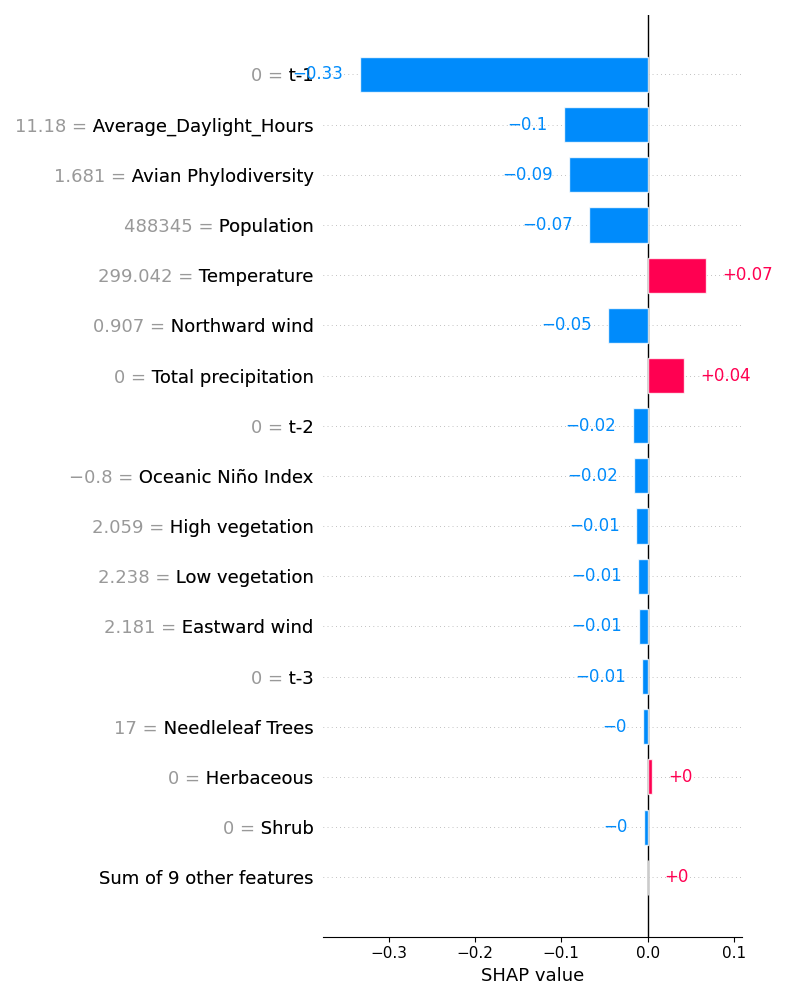 0 = t-1 −0.33
11.18 = Average_Daylight_Hours −0.1
1.681 = Avian Phylodiversity −0.09
488345 = Population −0.07
299.042 = Temperature +0.07
0.907 = Northward wind −0.05
0 = Total precipitation +0.04
0 = t-2 −0.02
−0.8 = Oceanic Niño Index −0.02
2.059 = High vegetation −0.01
2.238 = Low vegetation −0.01
2.181 = Eastward wind −0.01
0 = t-3 −0.01
17 = Needleleaf Trees −0
0 = Herbaceous +0
0 = Shrub −0
Sum of 9 other features +0
−0.3 −0.2 −0.1 0.0 0.1
SHAP value